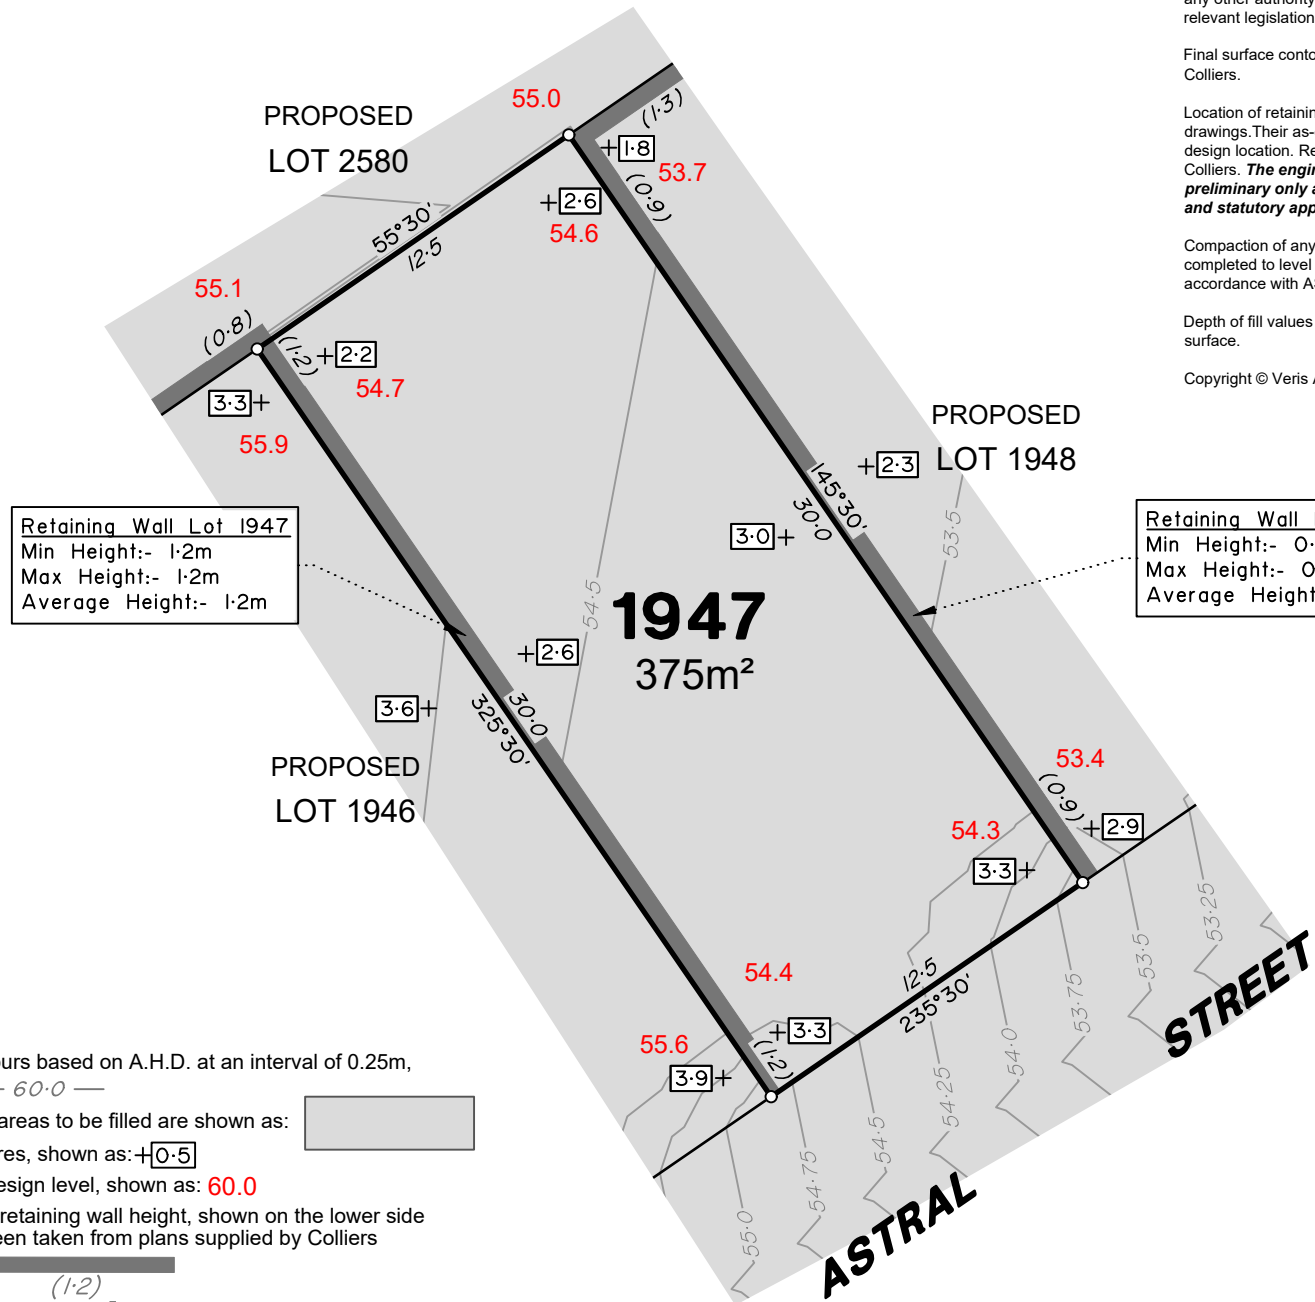 any other authority
relevant legislation
Final surface conto
Colliers.
Location of retainin
drawings.Their as-
design location. Re
Colliers. The engin
preliminary only a
and statutory app
Compaction of any
completed to level
accordance with A
Depth of fill values
surface.
Copyright © Veris
PROPOSED
LOT 2580
55.0
(1·3)
1·8
53.7
(0·9)
2·6
54.6
55°30'
12·5
55.1
(0·8)
(1·2)
2·2
54.7
3·3
55.9
PROPOSED
LOT 1948
2·3
145°30'
30·0
3·0
53·5
Retaining Wall Lot 1947
Min Height:- 1·2m
Max Height:- 1·2m
Average Height:- 1·2m
Retaining Wall
Min Height:- 0·
Max Height:- 0
Average Height
54·5
1947
375m²
2·6
3·6
30·0
325°30'
PROPOSED
LOT 1946
53.4
(0·9)
2·9
54.3
3·3
54.4
3·3
(1·2)
55.6
3·9
12·5
235°30'
53·25
53·5
53·75
54·0
54·25
54·5
54·75
55·0
ASTRAL STREET
ours based on A.H.D. at an interval of 0.25m,
60·0
areas to be filled are shown as:
res, shown as: 0·5
esign level, shown as: 60.0
retaining wall height, shown on the lower side
een taken from plans supplied by Colliers
(1·2)